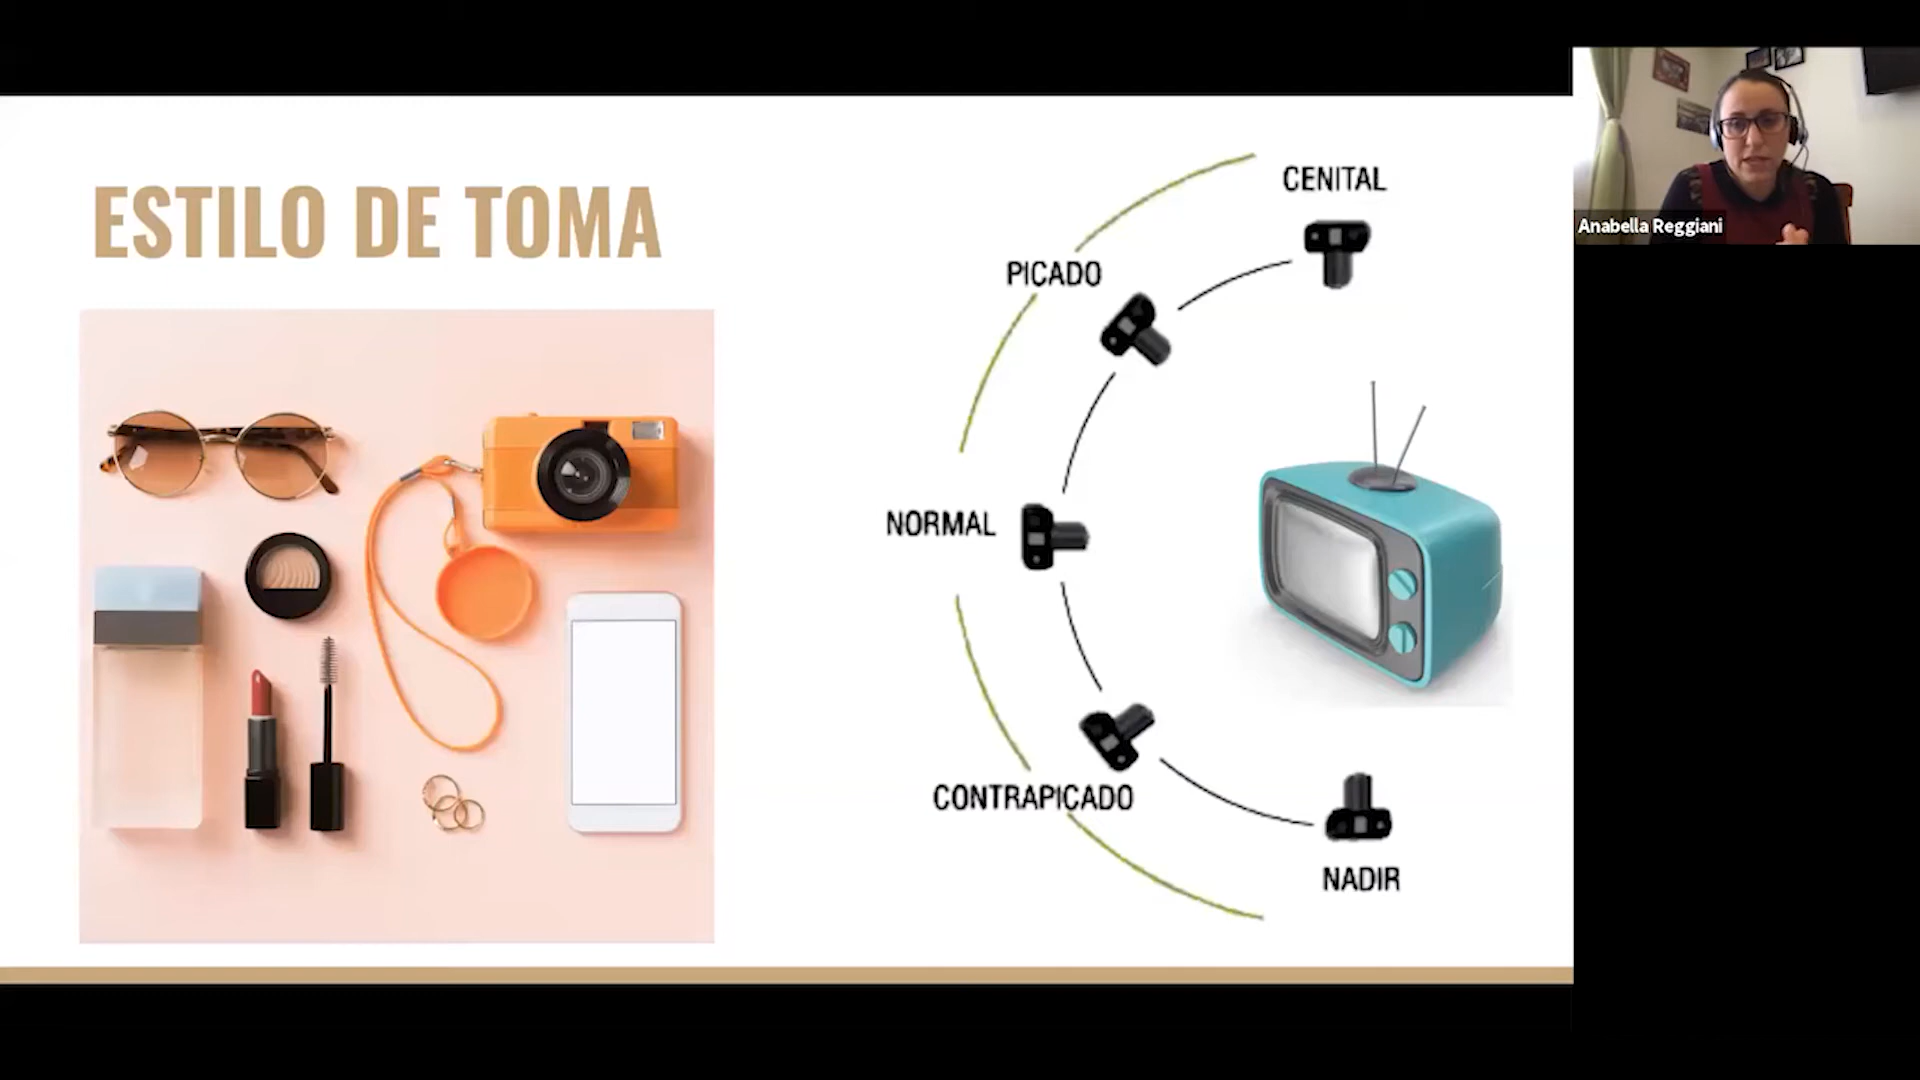 ESTILO DE TOMA
CENITAL
PICADO
NORMAL
CONTRAPICADO
NADIR
Anabella Reggiani